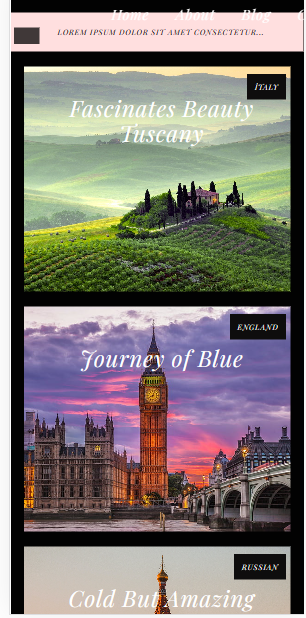 Home About Blog C
LOREM IPSUM DOLOR SIT AMET CONSECTETUR...
ITALY
Fascinates Beauty
Tuscany
ENGLAND
Journey of Blue
RUSSIAN
Cold But Amazing